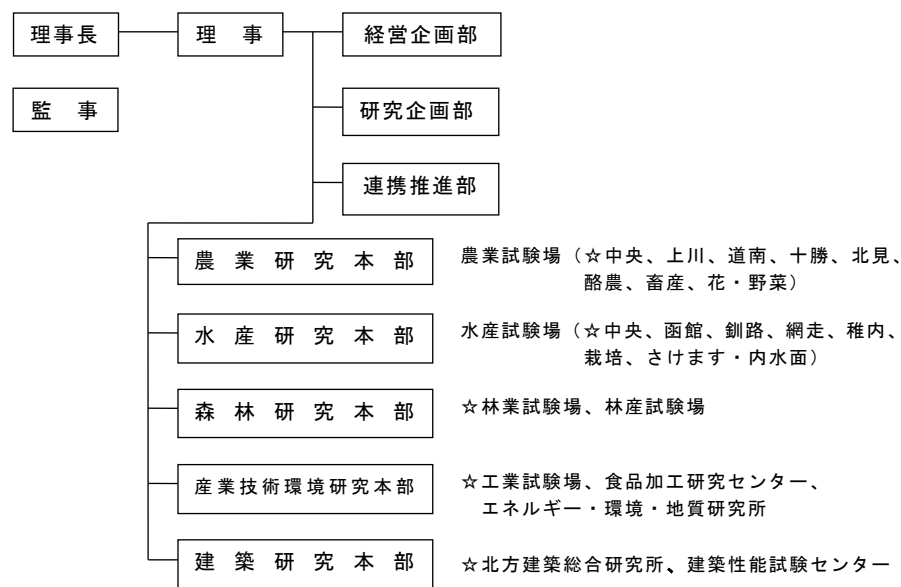 理事長 理　事 経営企画部
監　事 研究企画部
連携推進部
農業研究本部 農業試験場（☆中央、上川、道南、十勝、北見、
酪農、畜産、花・野菜）
水産研究本部 水産試験場（☆中央、函館、釧路、網走、稚内、
栽培、さけます・内水面）
森林研究本部 ☆林業試験場、林産試験場
産業技術環境研究本部 ☆工業試験場、食品加工研究センター、
エネルギー・環境・地質研究所
建築研究本部 ☆北方建築総合研究所、建築性能試験センター